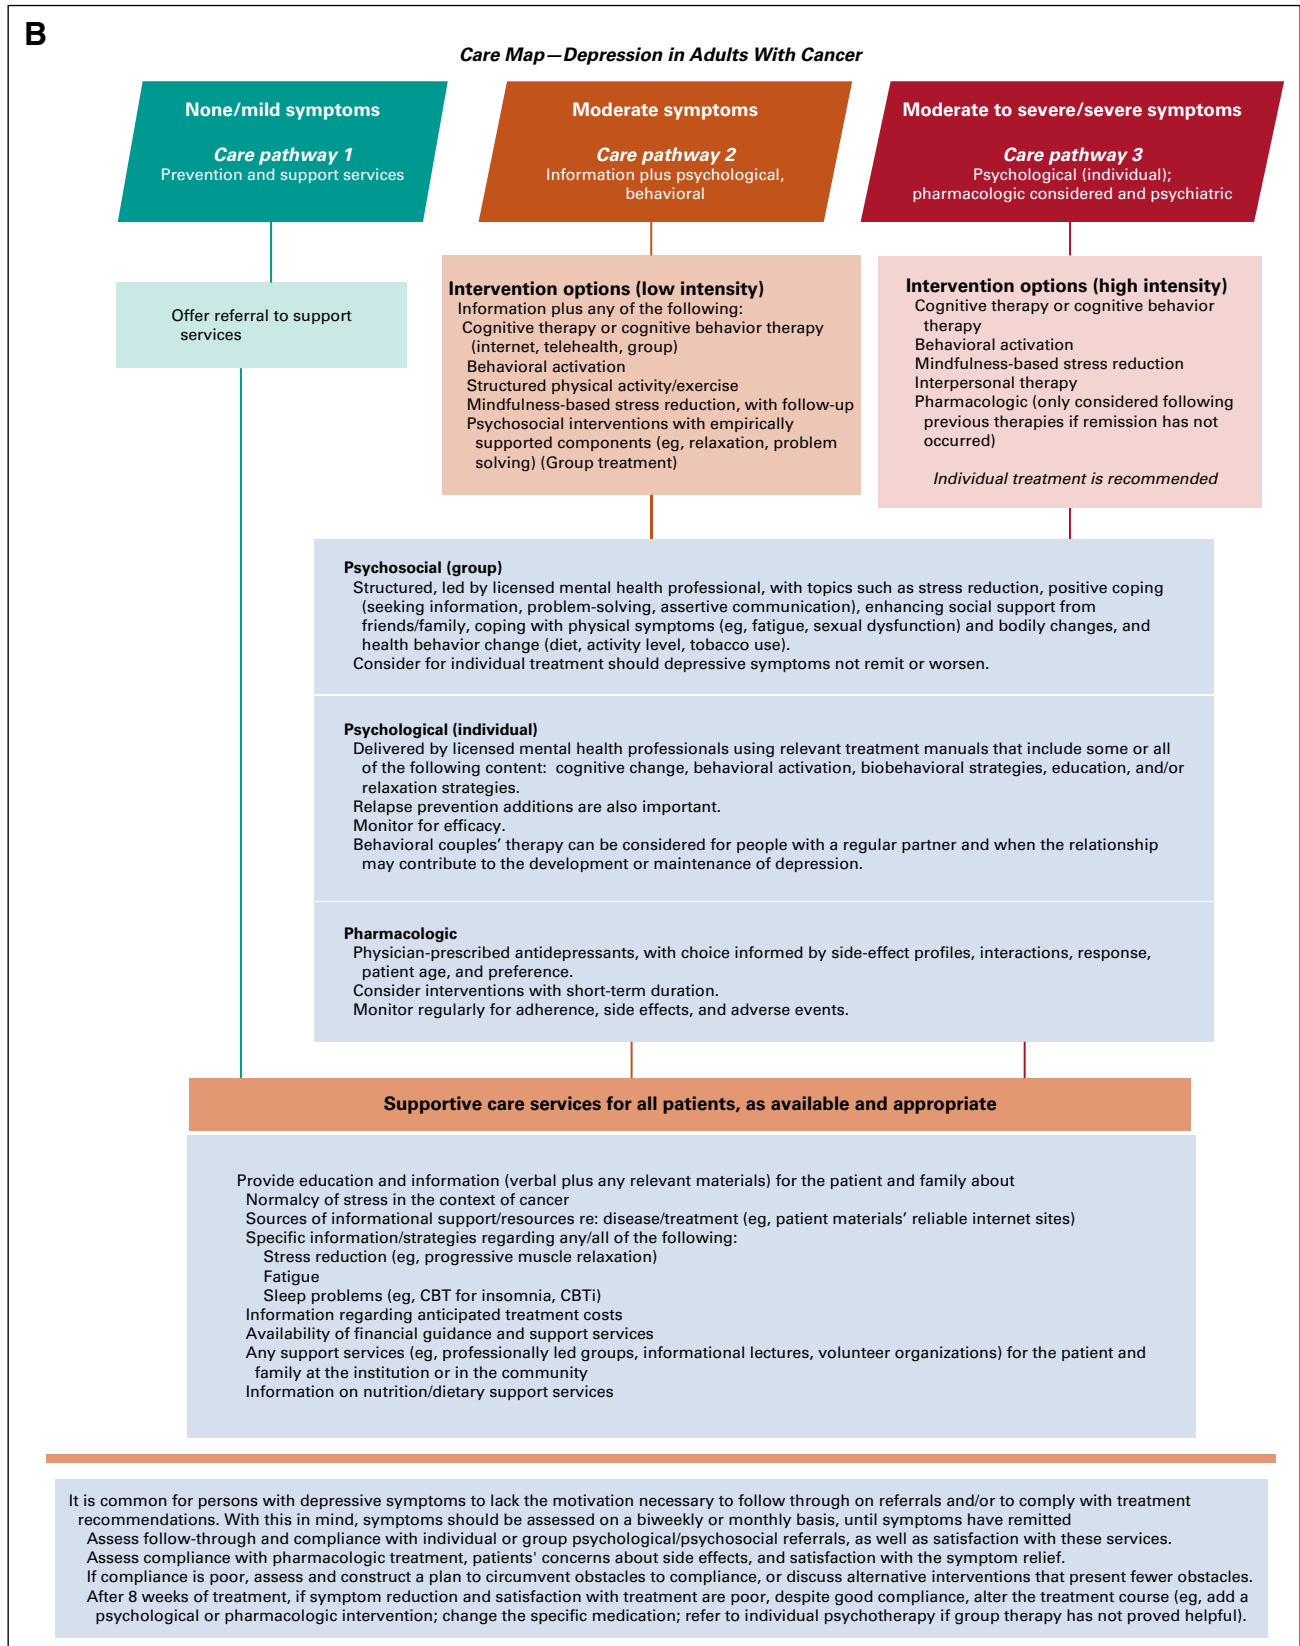 B
Care Map—Depression in Adults With Cancer
None/mild symptoms
Care pathway 1
Prevention and support services
Moderate symptoms
Care pathway 2
Information plus psychological,
behavioral
Moderate to severe/severe symptoms
Care pathway 3
Psychological (individual);
pharmacologic considered and psychiatric
Offer referral to support
services
Intervention options (low intensity)
Information plus any of the following:
Cognitive therapy or cognitive behavior therapy
(internet, telehealth, group)
Behavioral activation
Structured physical activity/exercise
Mindfulness-based stress reduction, with follow-up
Psychosocial interventions with empirically
supported components (eg, relaxation, problem
solving) (Group treatment)
Intervention options (high intensity)
Cognitive therapy or cognitive behavior
therapy
Behavioral activation
Mindfulness-based stress reduction
Interpersonal therapy
Pharmacologic (only considered following
previous therapies if remission has not
occurred)
Individual treatment is recommended
Psychosocial (group)
Structured, led by licensed mental health professional, with topics such as stress reduction, positive coping
(seeking information, problem-solving, assertive communication), enhancing social support from
friends/family, coping with physical symptoms (eg, fatigue, sexual dysfunction) and bodily changes, and
health behavior change (diet, activity level, tobacco use).
Consider for individual treatment should depressive symptoms not remit or worsen.
Psychological (individual)
Delivered by licensed mental health professionals using relevant treatment manuals that include some or all
of the following content: cognitive change, behavioral activation, biobehavioral strategies, education, and/or
relaxation strategies.
Relapse prevention additions are also important.
Monitor for efficacy.
Behavioral couples' therapy can be considered for people with a regular partner and when the relationship
may contribute to the development or maintenance of depression.
Pharmacologic
Physician-prescribed antidepressants, with choice informed by side-effect profiles, interactions, response,
patient age, and preference.
Consider interventions with short-term duration.
Monitor regularly for adherence, side effects, and adverse events.
Supportive care services for all patients, as available and appropriate
Provide education and information (verbal plus any relevant materials) for the patient and family about
Normalcy of stress in the context of cancer
Sources of informational support/resources re: disease/treatment (eg, patient materials' reliable internet sites)
Specific information/strategies regarding any/all of the following:
Stress reduction (eg, progressive muscle relaxation)
Fatigue
Sleep problems (eg, CBT for insomnia, CBTi)
Information regarding anticipated treatment costs
Availability of financial guidance and support services
Any support services (eg, professionally led groups, informational lectures, volunteer organizations) for the patient and
family at the institution or in the community
Information on nutrition/dietary support services
It is common for persons with depressive symptoms to lack the motivation necessary to follow through on referrals and/or to comply with treatment
recommendations. With this in mind, symptoms should be assessed on a biweekly or monthly basis, until symptoms have remitted
Assess follow-through and compliance with individual or group psychological/psychosocial referrals, as well as satisfaction with these services.
Assess compliance with pharmacologic treatment, patients' concerns about side effects, and satisfaction with the symptom relief.
If compliance is poor, assess and construct a plan to circumvent obstacles to compliance, or discuss alternative interventions that present fewer obstacles.
After 8 weeks of treatment, if symptom reduction and satisfaction with treatment are poor, despite good compliance, alter the treatment course (eg, add a
psychological or pharmacologic intervention; change the specific medication; refer to individual psychotherapy if group therapy has not proved helpful).